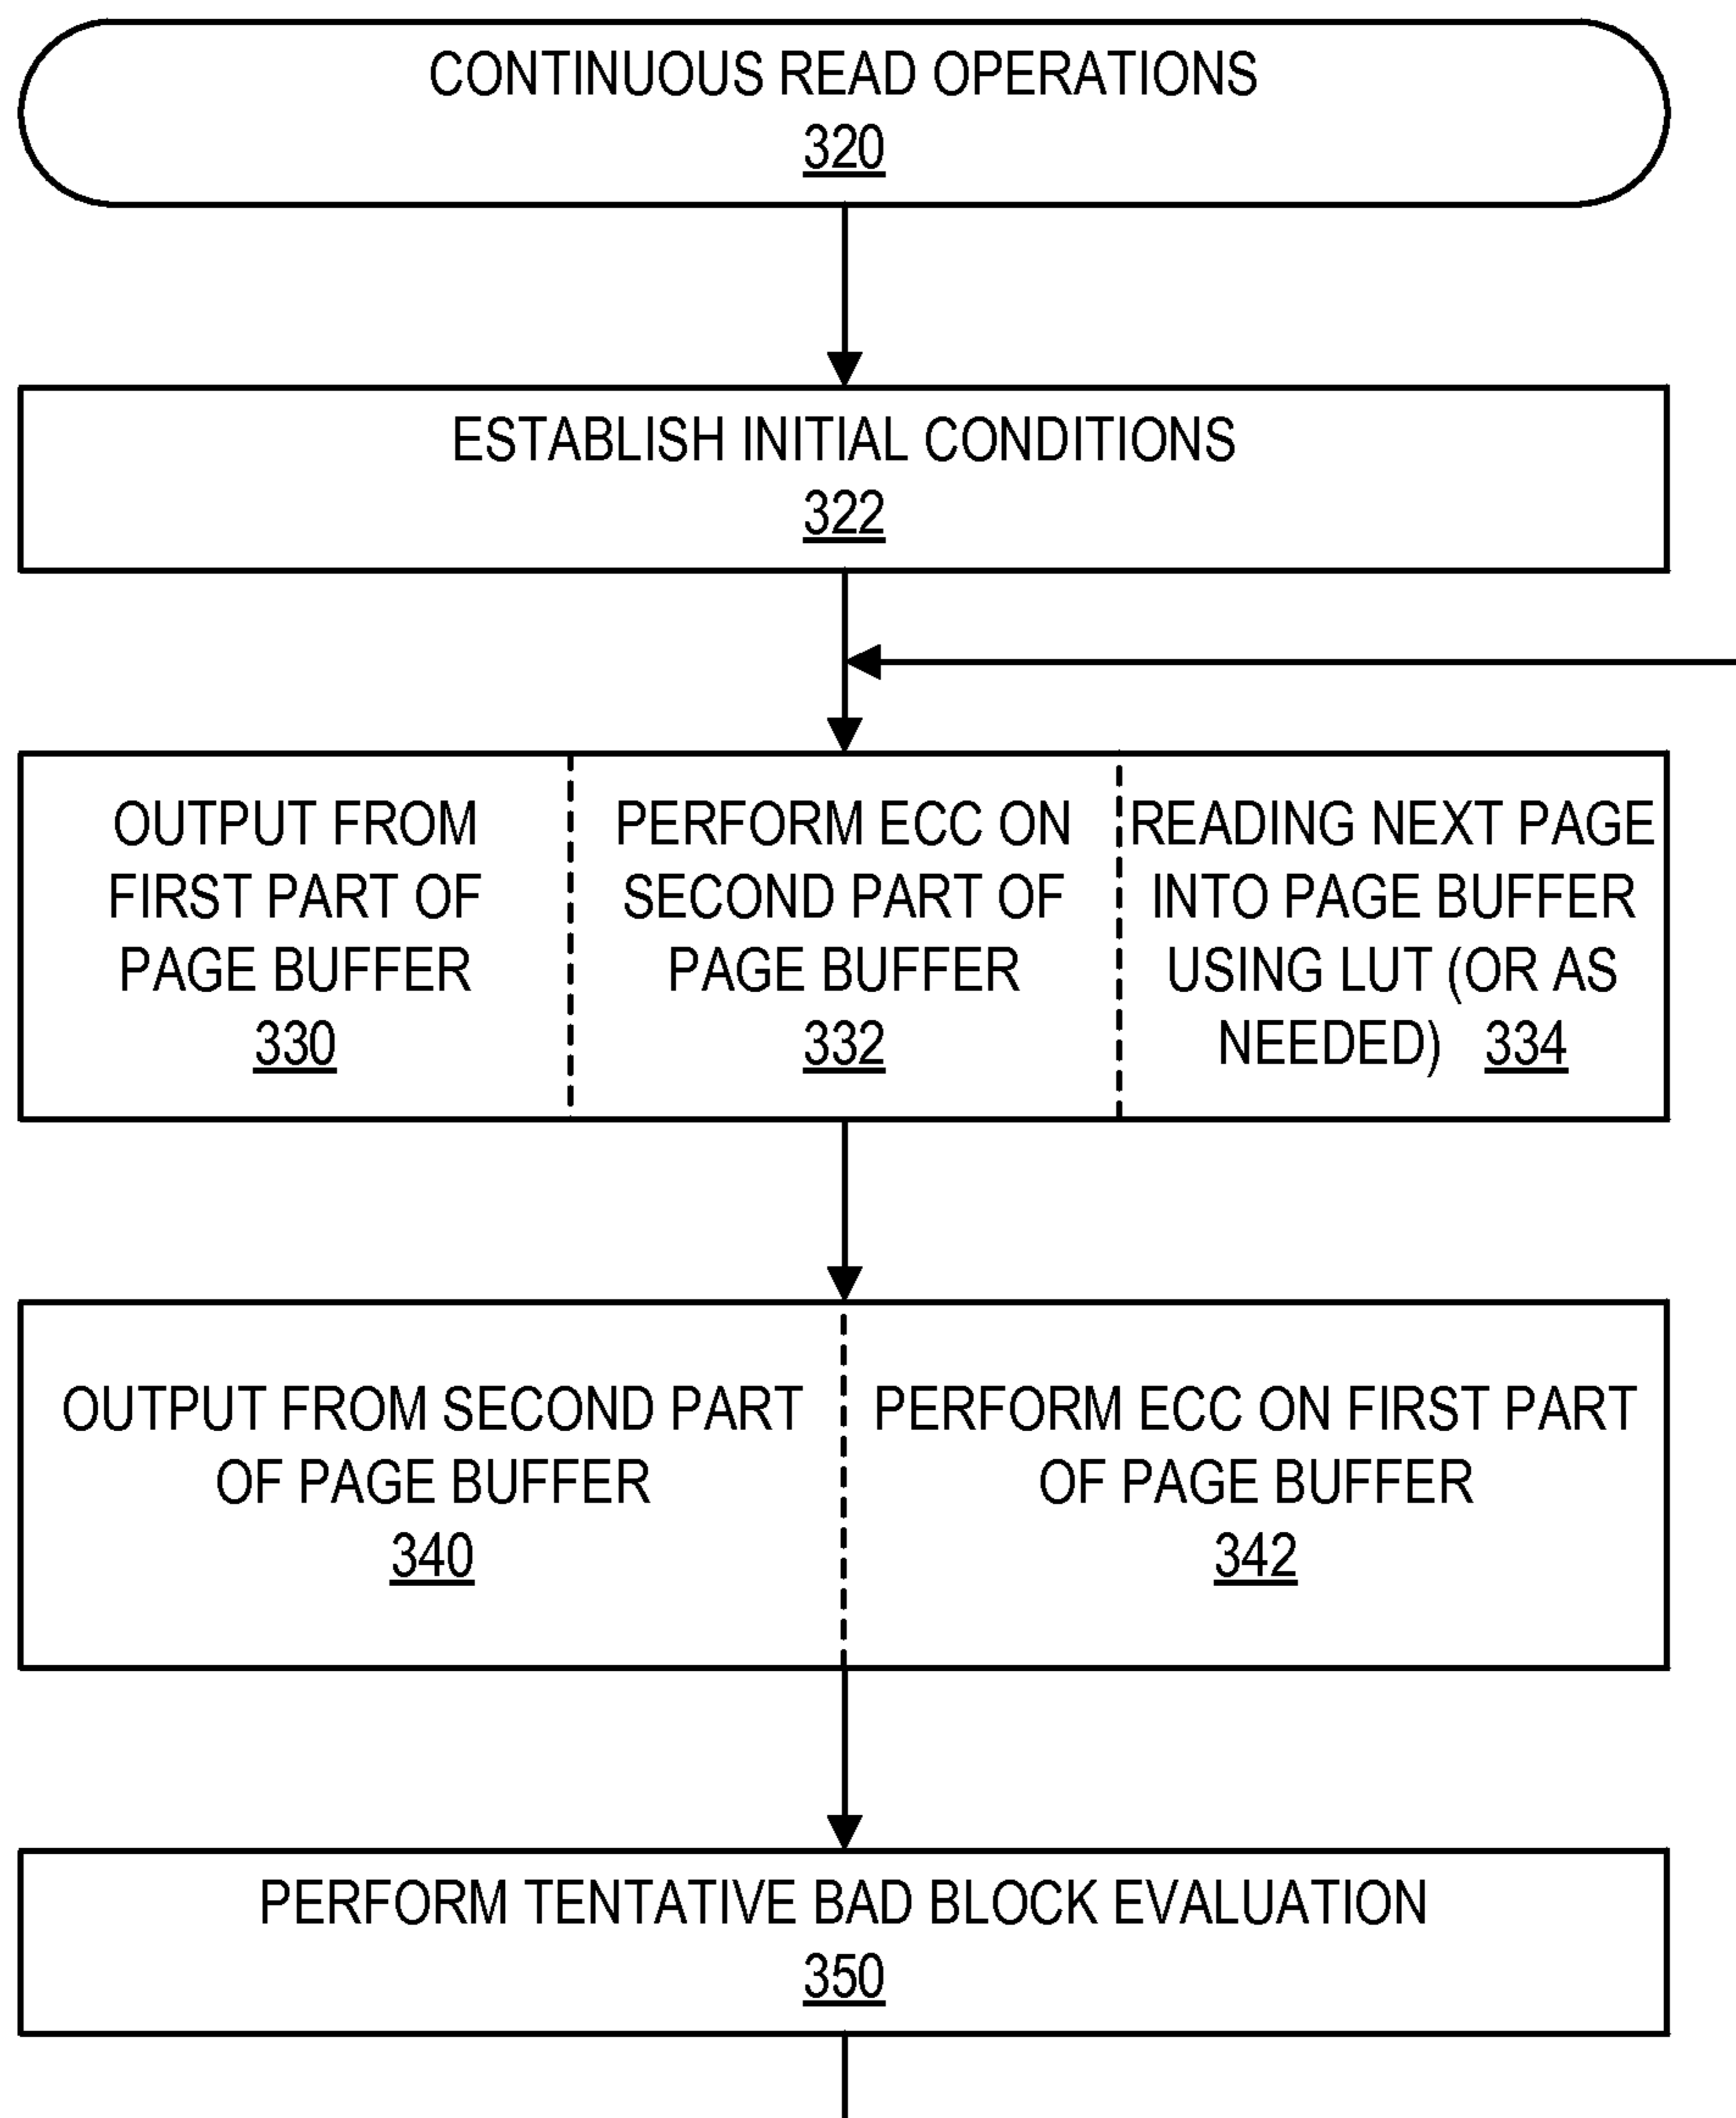 CONTINUOUS READ OPERATIONS
320
ESTABLISH INITIAL CONDITIONS
322
OUTPUT FROM
FIRST PART OF
PAGE BUFFER
330
PERFORM ECC ON
SECOND PART OF
PAGE BUFFER
332
READING NEXT PAGE
INTO PAGE BUFFER
USING LUT (OR AS
NEEDED) 334
OUTPUT FROM SECOND PART
OF PAGE BUFFER
340
PERFORM ECC ON FIRST PART
OF PAGE BUFFER
342
PERFORM TENTATIVE BAD BLOCK EVALUATION
350